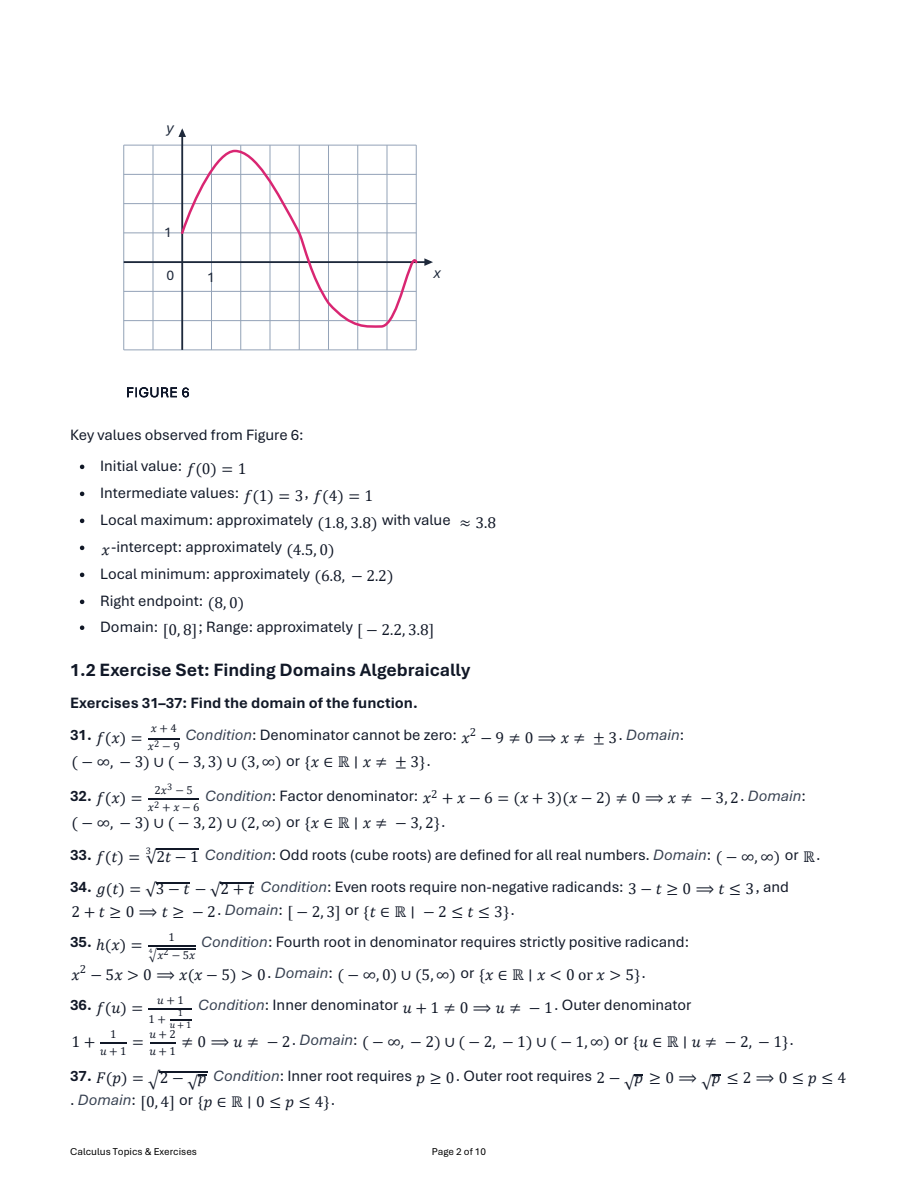 y
1
0
1
x
FIGURE 6
Key values observed from Figure 6:
• Initial value: f(0) = 1
• Intermediate values: f(1) = 3, f(4) = 1
• Local maximum: approximately (1.8, 3.8) with value ≈ 3.8
• x-intercept: approximately (4.5, 0)
• Local minimum: approximately (6.8, − 2.2)
• Right endpoint: (8, 0)
• Domain: [0, 8]; Range: approximately [ − 2.2, 3.8]
1.2 Exercise Set: Finding Domains Algebraically
Exercises 31–37: Find the domain of the function.
31. f(x) = (x + 4)/(x² − 9) Condition: Denominator cannot be zero: x² − 9 ≠ 0 ⟹ x ≠ ± 3. Domain:
( − ∞, − 3) ∪ ( − 3, 3) ∪ (3, ∞) or {x ∈ ℝ ∣ x ≠ ± 3}.
32. f(x) = (2x³ − 5)/(x² + x − 6) Condition: Factor denominator: x² + x − 6 = (x + 3)(x − 2) ≠ 0 ⟹ x ≠ − 3, 2. Domain:
( − ∞, − 3) ∪ ( − 3, 2) ∪ (2, ∞) or {x ∈ ℝ ∣ x ≠ − 3, 2}.
33. f(t) = ∛(2t − 1) Condition: Odd roots (cube roots) are defined for all real numbers. Domain: ( − ∞, ∞) or ℝ.
34. g(t) = √(3 − t) − √(2 + t) Condition: Even roots require non-negative radicands: 3 − t ≥ 0 ⟹ t ≤ 3, and
2 + t ≥ 0 ⟹ t ≥ − 2. Domain: [ − 2, 3] or {t ∈ ℝ ∣ − 2 ≤ t ≤ 3}.
35. h(x) = 1/∜(x² − 5x) Condition: Fourth root in denominator requires strictly positive radicand:
x² − 5x > 0 ⟹ x(x − 5) > 0. Domain: ( − ∞, 0) ∪ (5, ∞) or {x ∈ ℝ ∣ x < 0 or x > 5}.
36. f(u) = (u + 1)/(1 + 1/(u + 1)) Condition: Inner denominator u + 1 ≠ 0 ⟹ u ≠ − 1. Outer denominator
1 + 1/(u + 1) = (u + 2)/(u + 1) ≠ 0 ⟹ u ≠ − 2. Domain: ( − ∞, − 2) ∪ ( − 2, − 1) ∪ ( − 1, ∞) or {u ∈ ℝ ∣ u ≠ − 2, − 1}.
37. F(p) = √(2 − √p) Condition: Inner root requires p ≥ 0. Outer root requires 2 − √p ≥ 0 ⟹ √p ≤ 2 ⟹ 0 ≤ p ≤ 4
. Domain: [0, 4] or {p ∈ ℝ ∣ 0 ≤ p ≤ 4}.
Calculus Topics & Exercises Page 2 of 10